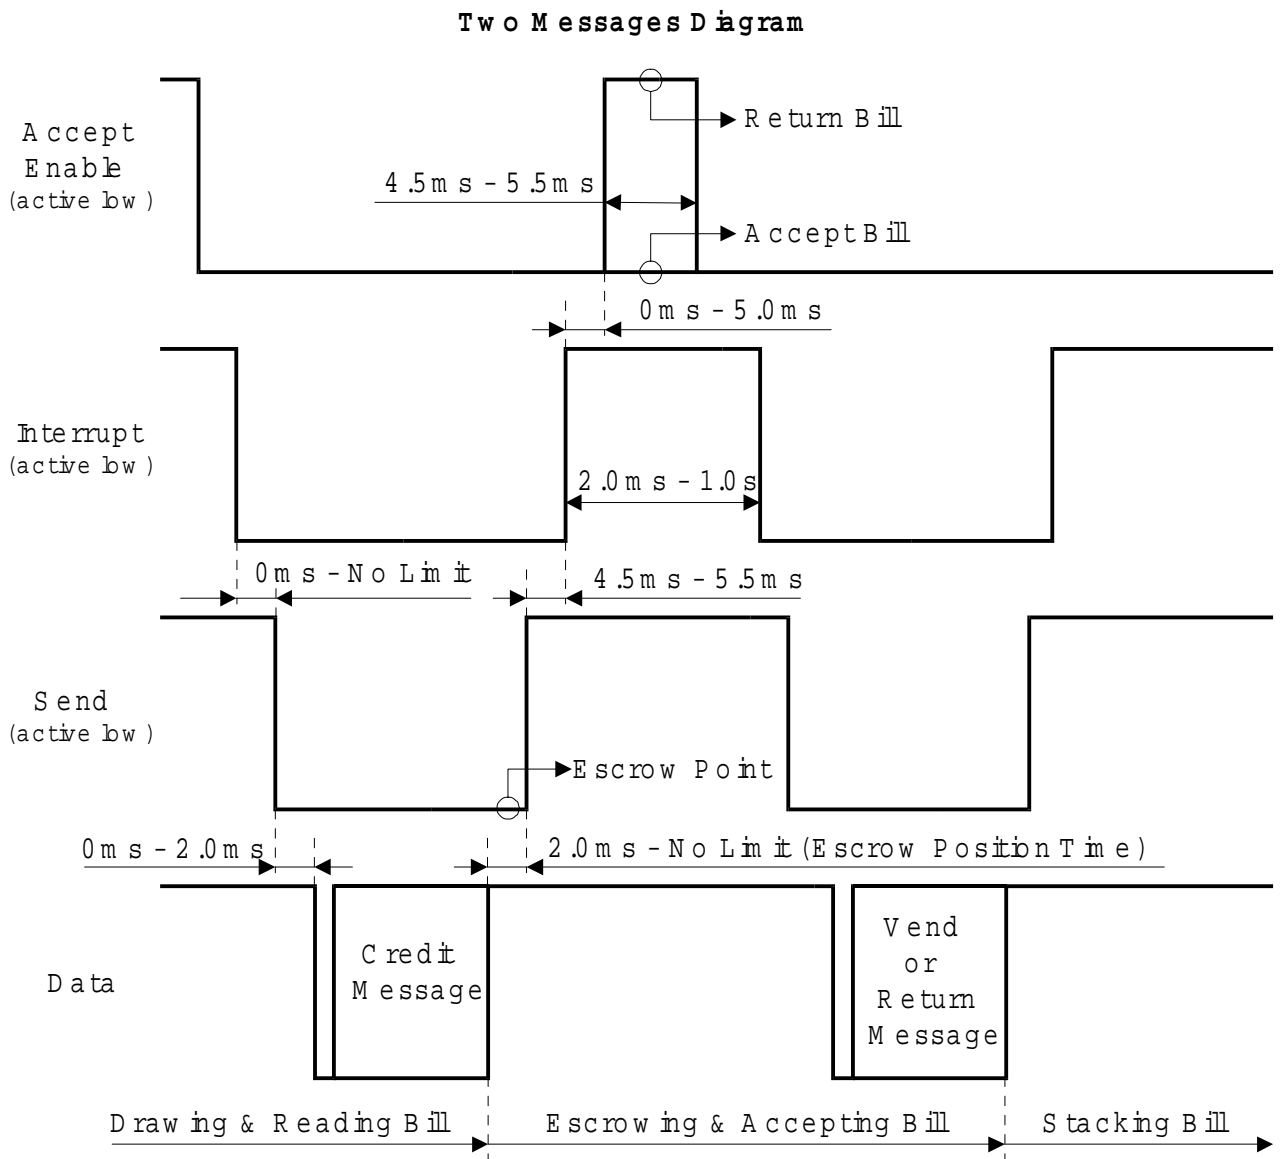 Two Messages Diagram
Return Bill
Accept
Enable
(active low)
4.5ms - 5.5ms
Accept Bill
0ms - 5.0ms
Interrupt
(active low)
2.0ms - 1.0s
0ms - No Limit
4.5ms - 5.5ms
Send
(active low)
Escrow Point
0ms - 2.0ms
2.0ms - No Limit (Escrow Position Time)
Data
Credit
Message
Vend
or
Return
Message
Drawing & Reading Bill
Escrowing & Accepting Bill
Stacking Bill